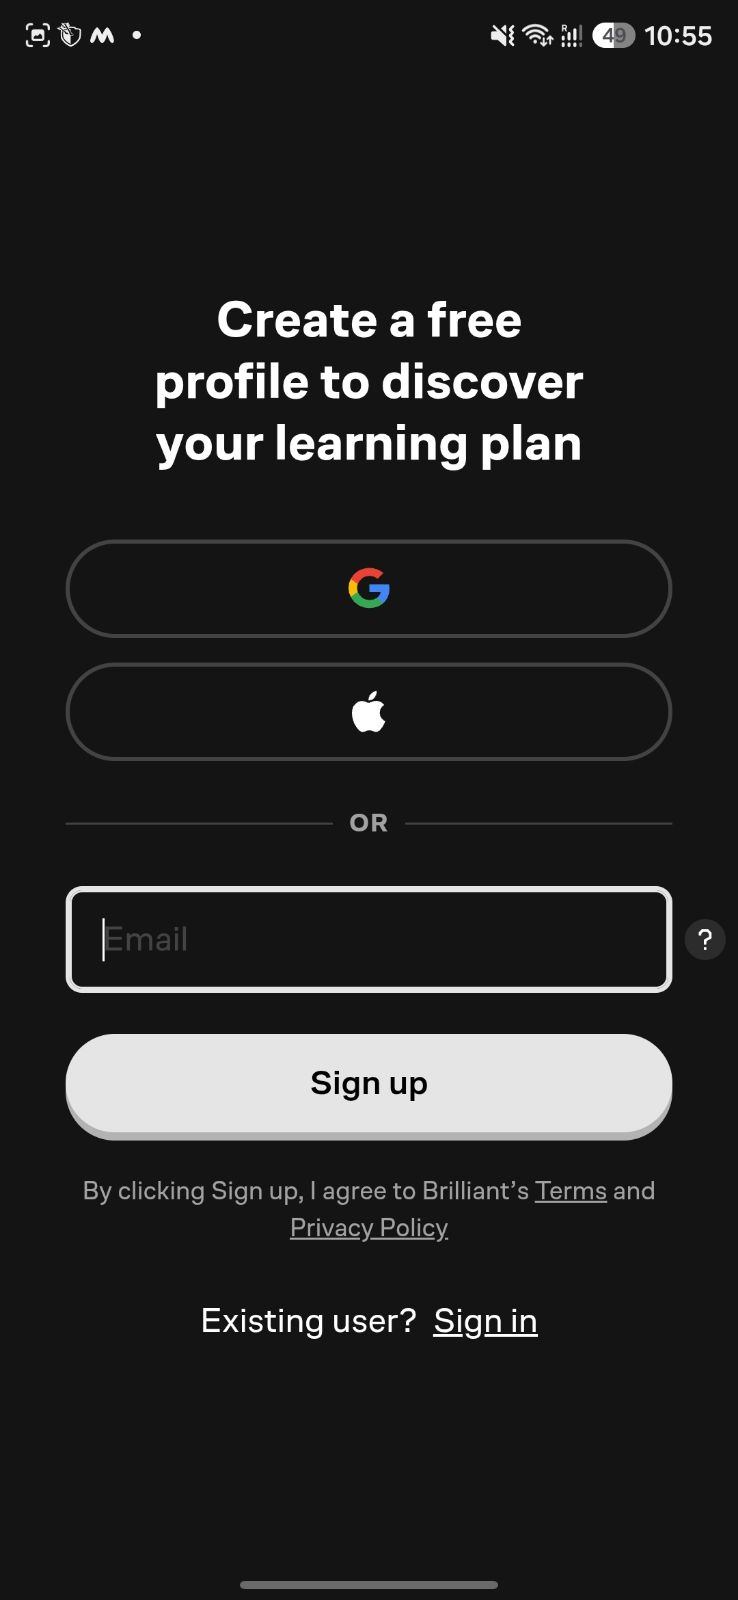 49 10:55
Create a free
profile to discover
your learning plan
OR
Email
?
Sign up
By clicking Sign up, I agree to Brilliant’s Terms and
Privacy Policy
Existing user? Sign in